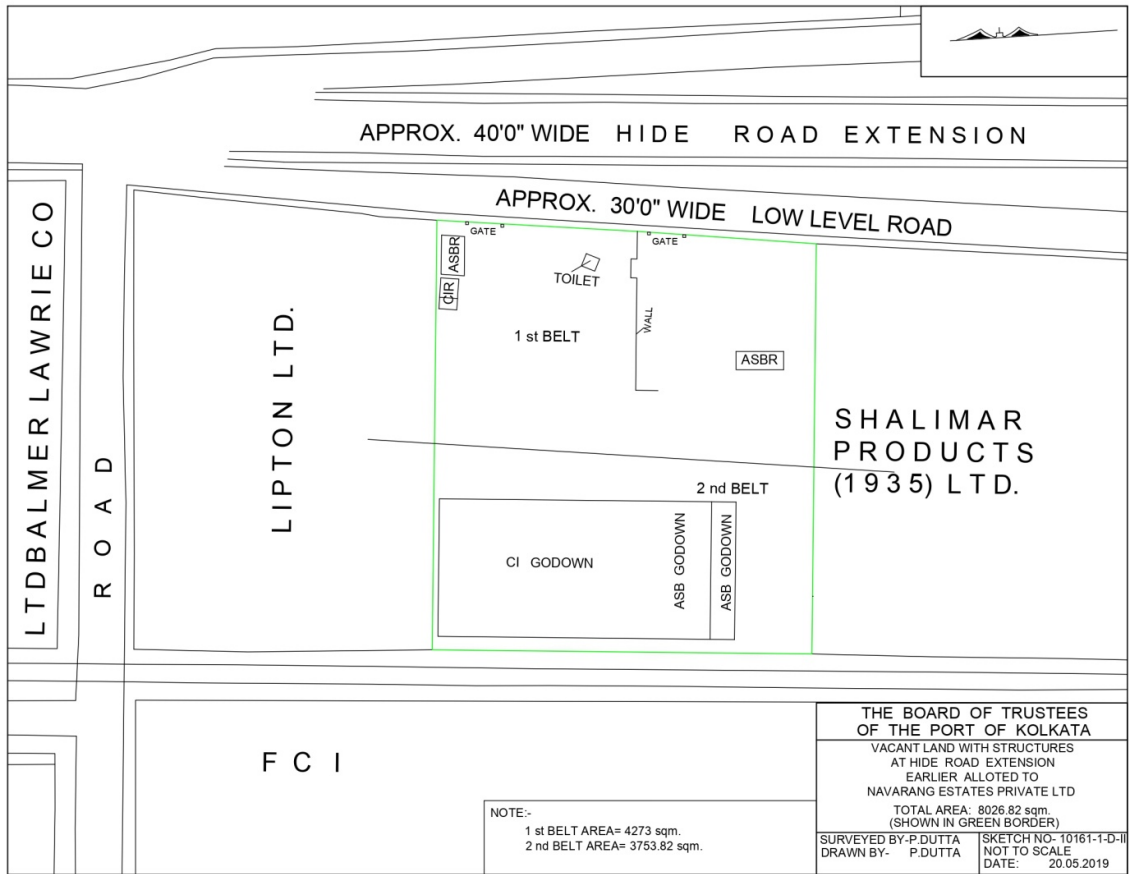 APPROX. 40'0" WIDE HIDE ROAD EXTENSION
APPROX. 30'0" WIDE LOW LEVEL ROAD
LTDBALMER LAWRIE CO
ROAD
LIPTON LTD.
GATE
GATE
ASBR
CIR
TOILET
WALL
1 st BELT
ASBR
SHALIMAR
PRODUCTS
(1935) LTD.
2 nd BELT
CI GODOWN
ASB GODOWN
ASB GODOWN
F C I
NOTE:-
1 st BELT AREA= 4273 sqm.
2 nd BELT AREA= 3753.82 sqm.
THE BOARD OF TRUSTEES
OF THE PORT OF KOLKATA
VACANT LAND WITH STRUCTURES
AT HIDE ROAD EXTENSION
EARLIER ALLOTED TO
NAVARANG ESTATES PRIVATE LTD
TOTAL AREA: 8026.82 sqm.
(SHOWN IN GREEN BORDER)
SURVEYED BY-P.DUTTA
DRAWN BY- P.DUTTA
SKETCH NO- 10161-1-D-II
NOT TO SCALE
DATE: 20.05.2019